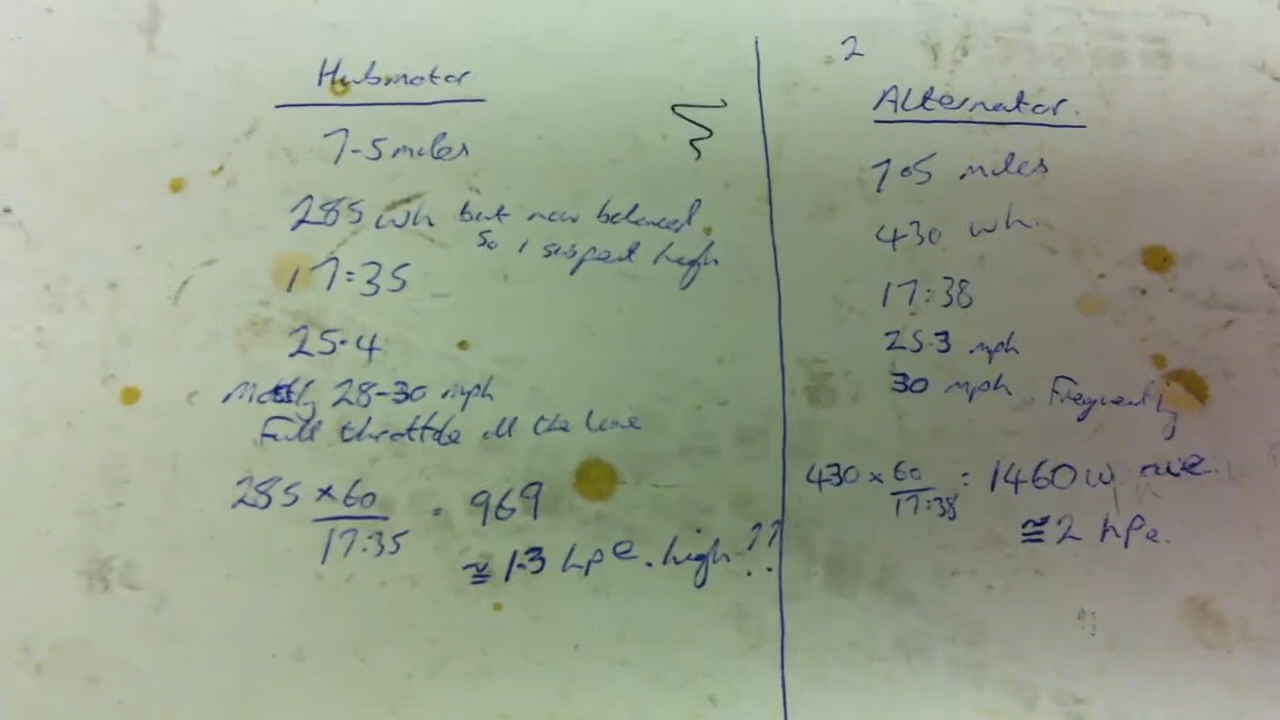 Hubmotor
7-5 miles
285 wh but now balanced
So I suspect high
17:35
25.4
Mostly 28-30 mph
Full throttle all the time
285 × 60
17:35
= 969
≅ 1.3 hpe. high ??
2
Alternator.
7.05 miles
430 wh.
17:38
25.3 mph
30 mph Frequently
430 × 60
17:38
= 1460 w
≅ 2 hpe.